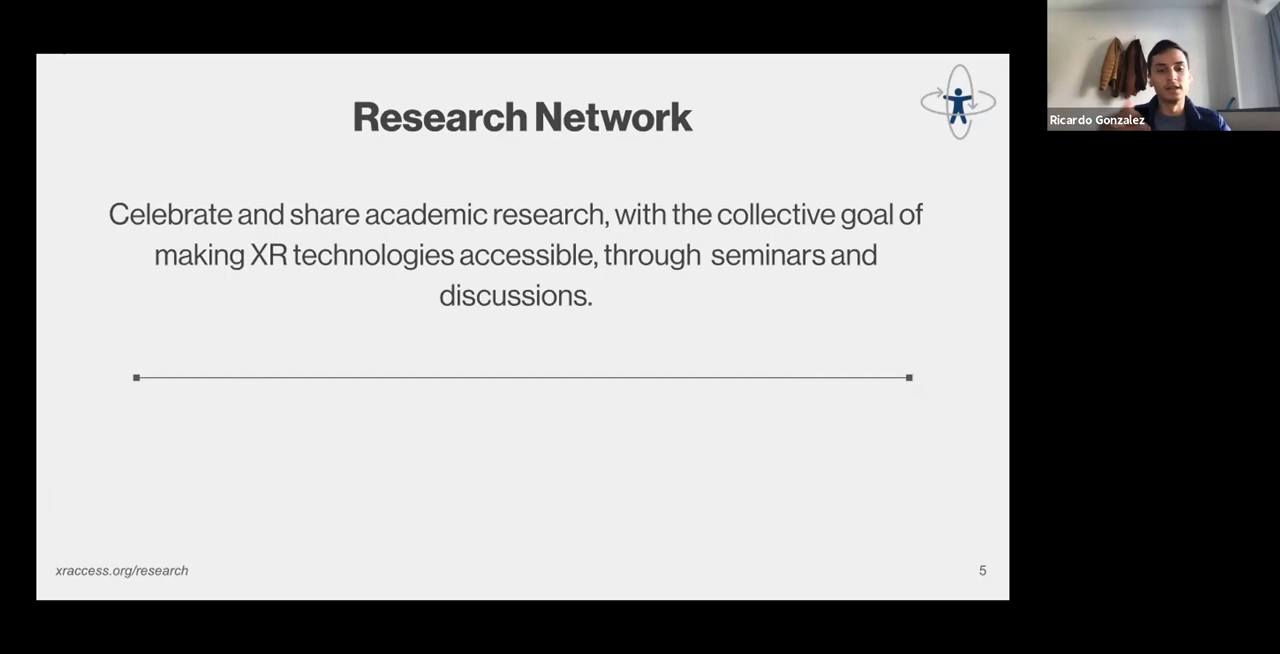 Research Network
Celebrate and share academic research, with the collective goal of
making XR technologies accessible, through seminars and
discussions.
xraccess.org/research
5
Ricardo Gonzalez